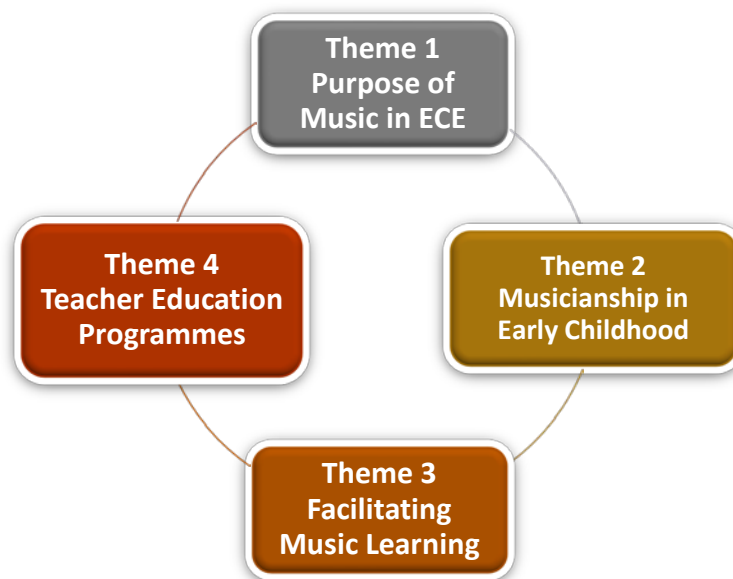 Theme 1
Purpose of
Music in ECE
Theme 2
Musicianship in
Early Childhood
Theme 3
Facilitating
Music Learning
Theme 4
Teacher Education
Programmes